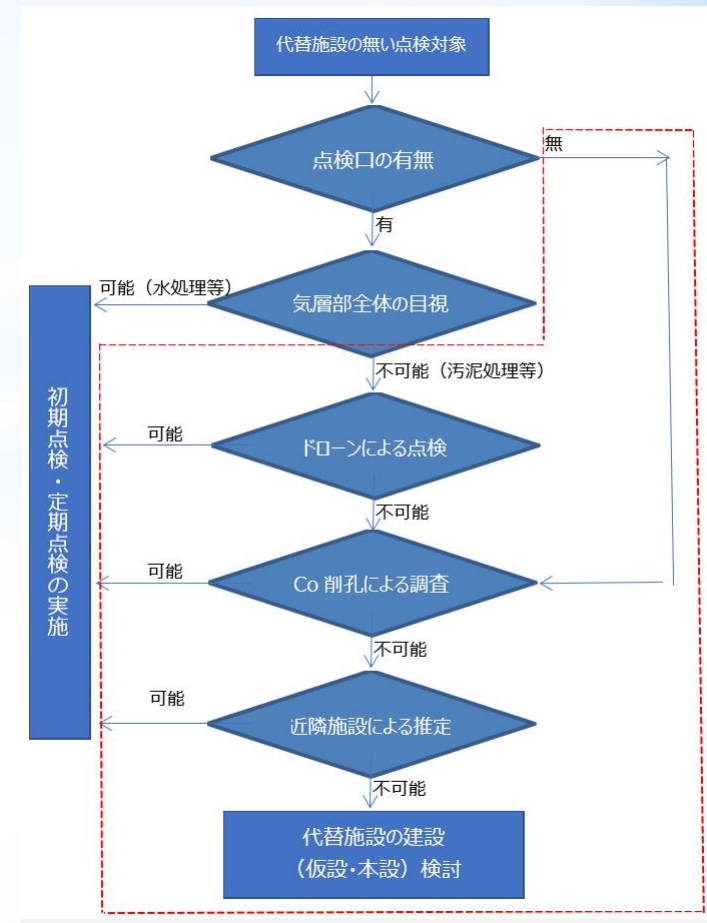 代替施設の無い点検対象
点検口の有無
無
有
気層部全体の目視
可能（水処理等）
不可能（汚泥処理等）
初期点検・定期点検の実施
ドローンによる点検
可能
不可能
Co 削孔による調査
可能
不可能
近隣施設による推定
可能
不可能
代替施設の建設
（仮設・本設）検討